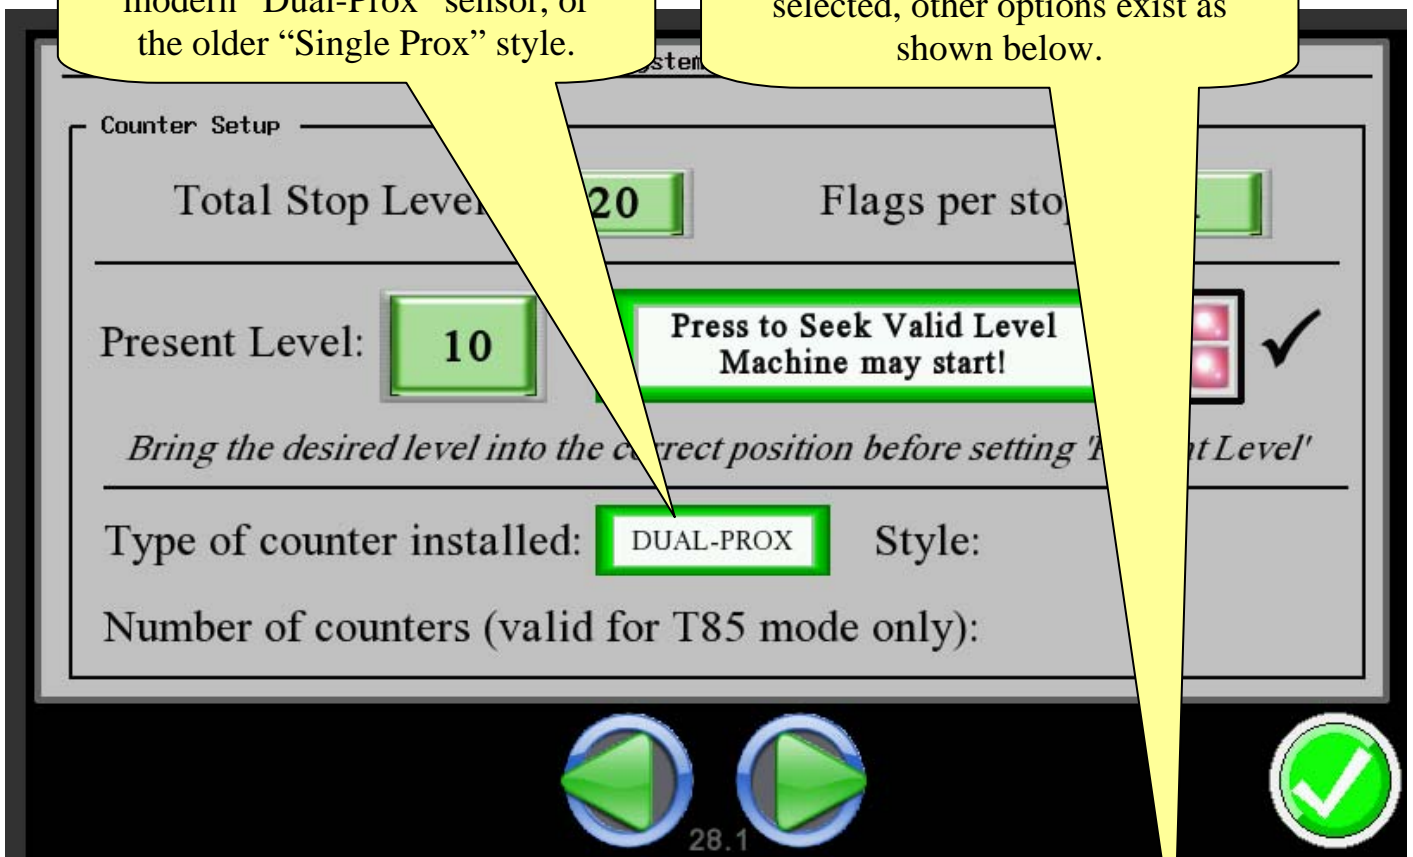 modern “Dual-Prox” sensor, or
the older “Single Prox” style.
selected, other options exist as
shown below.
Counter Setup
Total Stop Level
20
Flags per stop
Present Level:
10
Press to Seek Valid Level
Machine may start!
Bring the desired level into the correct position before setting Level'
Type of counter installed:
DUAL-PROX
Style:
Number of counters (valid for T85 mode only):
28.1